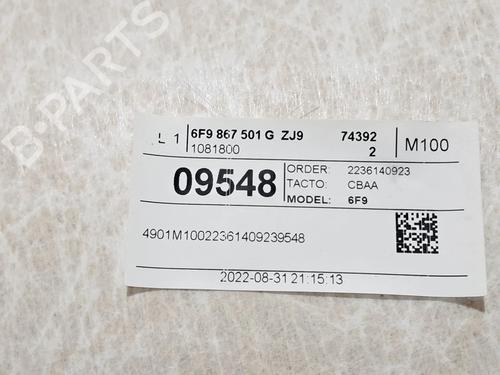 B-PARTS
L 1
6F9 867 501 G ZJ9 74392
1081800 2
M100
09548
ORDER: 2236140923
TACTO: CBAA
MODEL: 6F9
4901M10022361409239548
2022-08-31 21:15:13